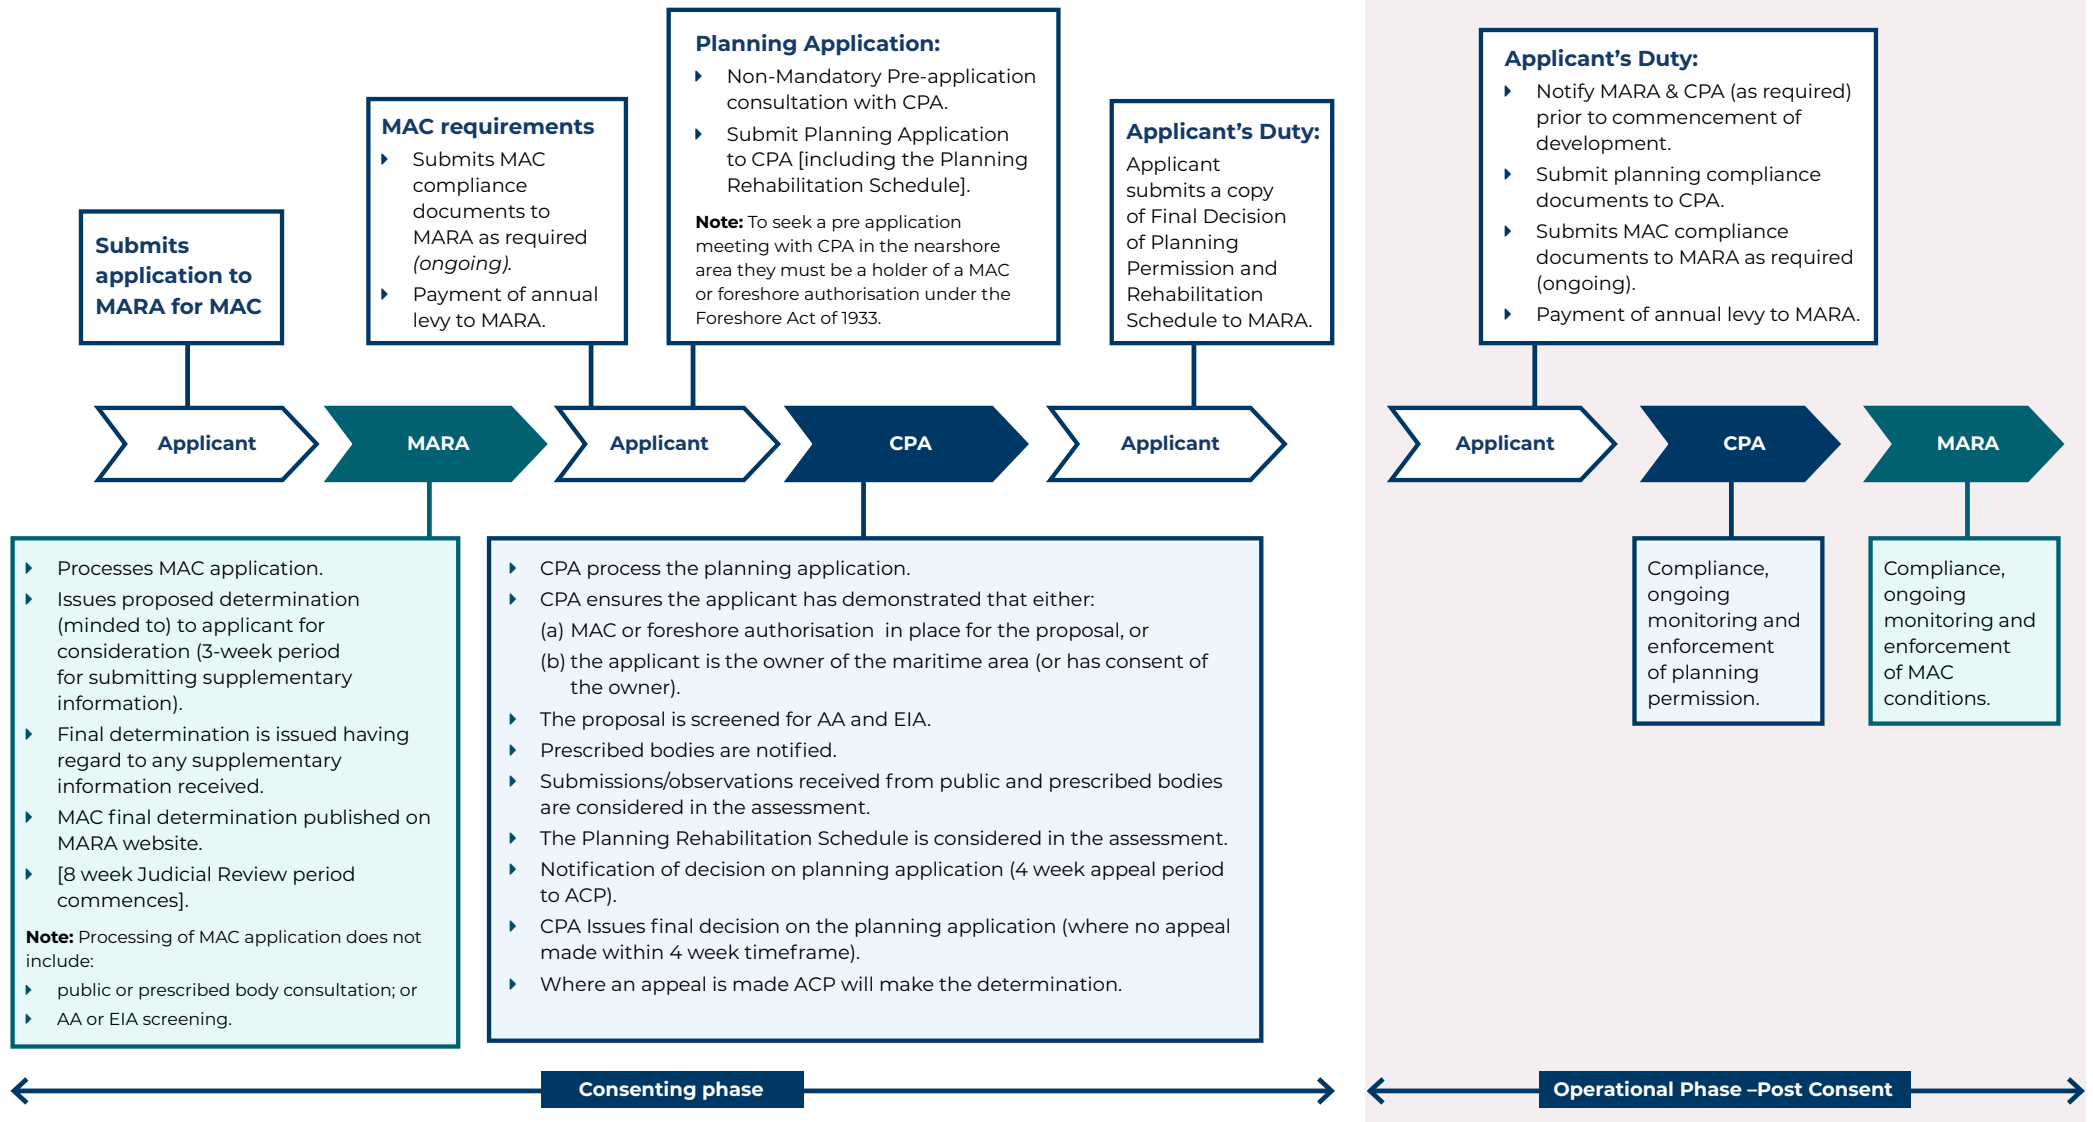 Submits
application to
MARA for MAC
MAC requirements
Submits MAC
compliance
documents to
MARA as required
(ongoing).
Payment of annual
levy to MARA.
Planning Application:
Non-Mandatory Pre-application
consultation with CPA.
Submit Planning Application
to CPA [including the Planning
Rehabilitation Schedule].
Note: To seek a pre application
meeting with CPA in the nearshore
area they must be a holder of a MAC
or foreshore authorisation under the
Foreshore Act of 1933.
Applicant’s Duty:
Applicant
submits a copy
of Final Decision
of Planning
Permission and
Rehabilitation
Schedule to MARA.
Applicant’s Duty:
Notify MARA & CPA (as required)
prior to commencement of
development.
Submit planning compliance
documents to CPA.
Submits MAC compliance
documents to MARA as required
(ongoing).
Payment of annual levy to MARA.
Applicant
MARA
Applicant
CPA
Applicant
Applicant
CPA
MARA
Processes MAC application.
Issues proposed determination
(minded to) to applicant for
consideration (3-week period
for submitting supplementary
information).
Final determination is issued having
regard to any supplementary
information received.
MAC final determination published on
MARA website.
[8 week Judicial Review period
commences].
Note: Processing of MAC application does not
include:
public or prescribed body consultation; or
AA or EIA screening.
CPA process the planning application.
CPA ensures the applicant has demonstrated that either:
(a) MAC or foreshore authorisation in place for the proposal, or
(b) the applicant is the owner of the maritime area (or has consent of
the owner).
The proposal is screened for AA and EIA.
Prescribed bodies are notified.
Submissions/observations received from public and prescribed bodies
are considered in the assessment.
The Planning Rehabilitation Schedule is considered in the assessment.
Notification of decision on planning application (4 week appeal period
to ACP).
CPA Issues final decision on the planning application (where no appeal
made within 4 week timeframe).
Where an appeal is made ACP will make the determination.
Compliance,
ongoing
monitoring and
enforcement
of planning
permission.
Compliance,
ongoing
monitoring and
enforcement
of MAC
conditions.
Consenting phase
Operational Phase –Post Consent